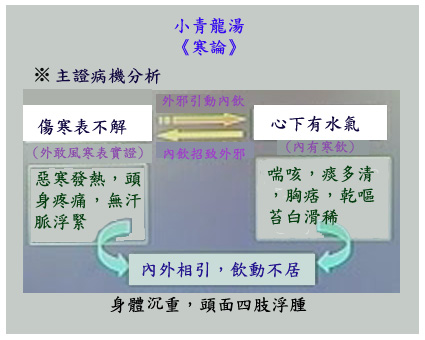 小青龍湯
《寒論》
※主證病機分析
外邪引動內飲
傷寒表不解
心下有水氣
(外敢風寒表實證)
內飲招致外邪
(內有寒飲)
惡寒發熱，頭
身疼痛，無汗
脈浮緊
喘咳，痰多清
，胸痞，乾嘔
苔白滑稀
內外相引，飲動不居
身體沉重，頭面四肢浮腫